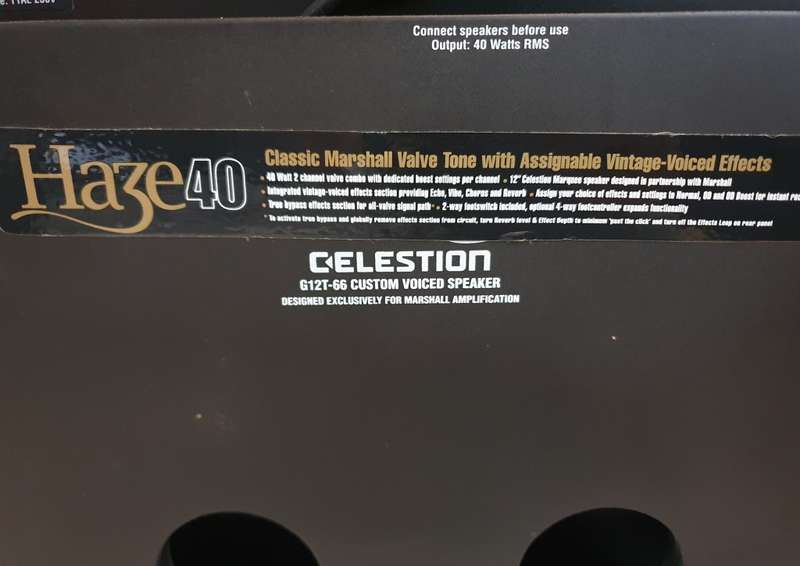 Connect speakers before use
Output: 40 Watts RMS
Haze40
Classic Marshall Valve Tone with Assignable Vintage-Voiced Effects
• 40 Watt 2 channel valve combo with dedicated boost settings per channel • 12" Celestion Marquee speaker designed in partnership with Marshall
• Integrated vintage-voiced effects section providing Echo, Vibe, Chorus and Reverb • Assign your choice of effects and settings to Normal, OD and OD Boost for instant
• True bypass effects section for all-valve signal path* • 2-way footswitch included, optional 4-way footcontroller expands functionality
*To activate true bypass and globally remove effects section from circuit, turn Reverb level & Effect Depth to minimum 'past the click' and turn off the Effects Loop on rear panel
CELESTION
G12T-66 CUSTOM VOICED SPEAKER
DESIGNED EXCLUSIVELY FOR MARSHALL AMPLIFICATION